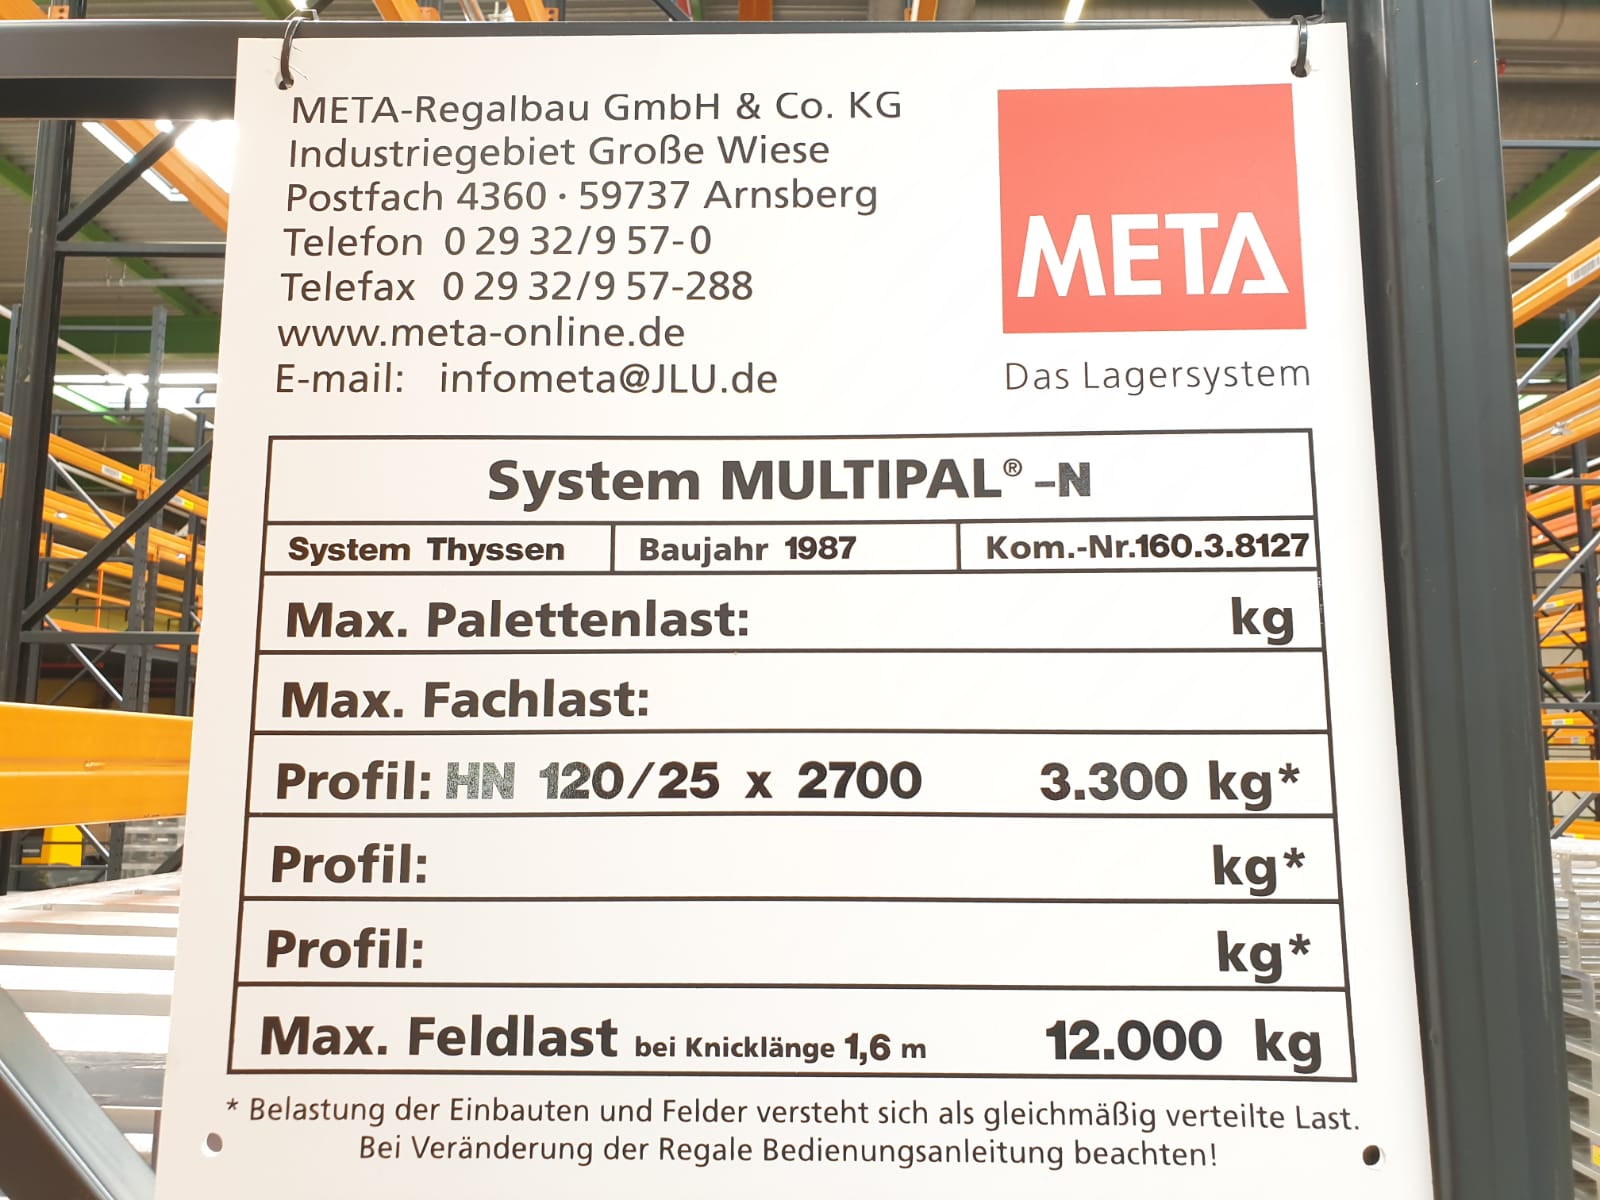 META-Regalbau GmbH & Co. KG
Industriegebiet Große Wiese
Postfach 4360 · 59737 Arnsberg
Telefon 0 29 32/9 57-0
Telefax 0 29 32/9 57-288
www.meta-online.de
E-mail: infometa@JLU.de
META
Das Lagersystem
System MULTIPAL® -N
System Thyssen Baujahr 1987 Kom.-Nr.160.3.8127
Max. Palettenlast: kg
Max. Fachlast:
Profil: HN 120/25 x 2700 3.300 kg*
Profil: kg*
Profil: kg*
Max. Feldlast bei Knicklänge 1,6 m 12.000 kg
* Belastung der Einbauten und Felder versteht sich als gleichmäßig verteilte Last.
Bei Veränderung der Regale Bedienungsanleitung beachten!